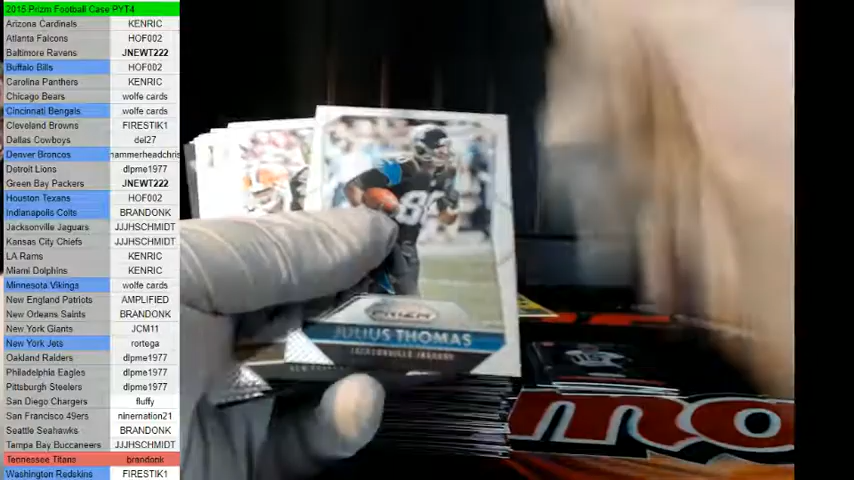 2015 Prizm Football Case PYT4
Arizona Cardinals KENRIC
Atlanta Falcons HOF002
Baltimore Ravens JNEWT222
Buffalo Bills HOF002
Carolina Panthers KENRIC
Chicago Bears wolfe cards
Cincinnati Bengals wolfe cards
Cleveland Browns FIRESTIK1
Dallas Cowboys del27
Denver Broncos hammerheadchris
Detroit Lions dlpme1977
Green Bay Packers JNEWT222
Houston Texans HOF002
Indianapolis Colts BRANDONK
Jacksonville Jaguars JJJHSCHMIDT
Kansas City Chiefs JJJHSCHMIDT
LA Rams KENRIC
Miami Dolphins KENRIC
Minnesota Vikings wolfe cards
New England Patriots AMPLIFIED
New Orleans Saints BRANDONK
New York Giants JCM11
New York Jets rortega
Oakland Raiders dlpme1977
Philadelphia Eagles dlpme1977
Pittsburgh Steelers dlpme1977
San Diego Chargers fluffy
San Francisco 49ers ninernation21
Seattle Seahawks BRANDONK
Tampa Bay Buccaneers JJJHSCHMIDT
Tennessee Titans brandonk
Washington Redskins FIRESTIK1
PRIZM
JULIUS THOMAS
JACKSONVILLE JAGUARS
mo